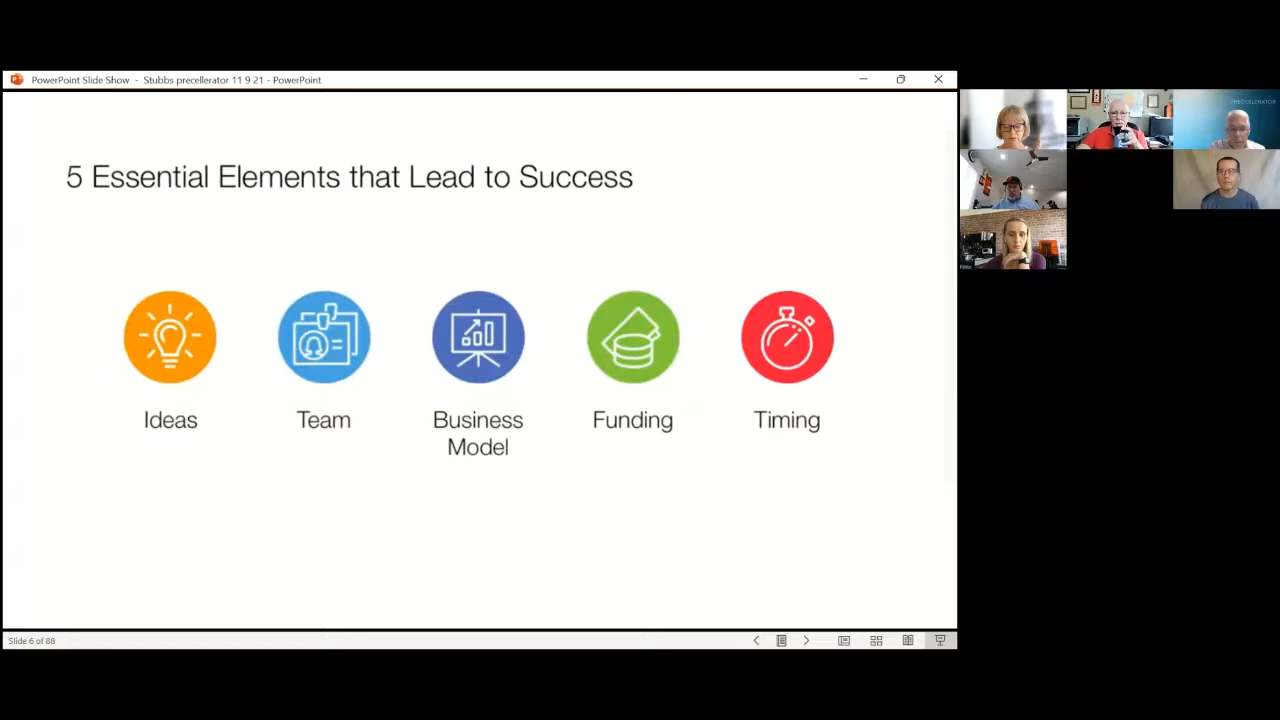 PowerPoint Slide Show - Stubbs precellerator 11 9 21 - PowerPoint
PRECCELERATOR
5 Essential Elements that Lead to Success
Ideas
Team
Business
Model
Funding
Timing
Slide 6 of 88